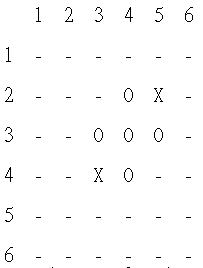 1 2 3 4 5 6
1 - - - - - -
2 - - - O X -
3 - - O O O -
4 - - X O - -
5 - - - - - -
6 - - - - - -